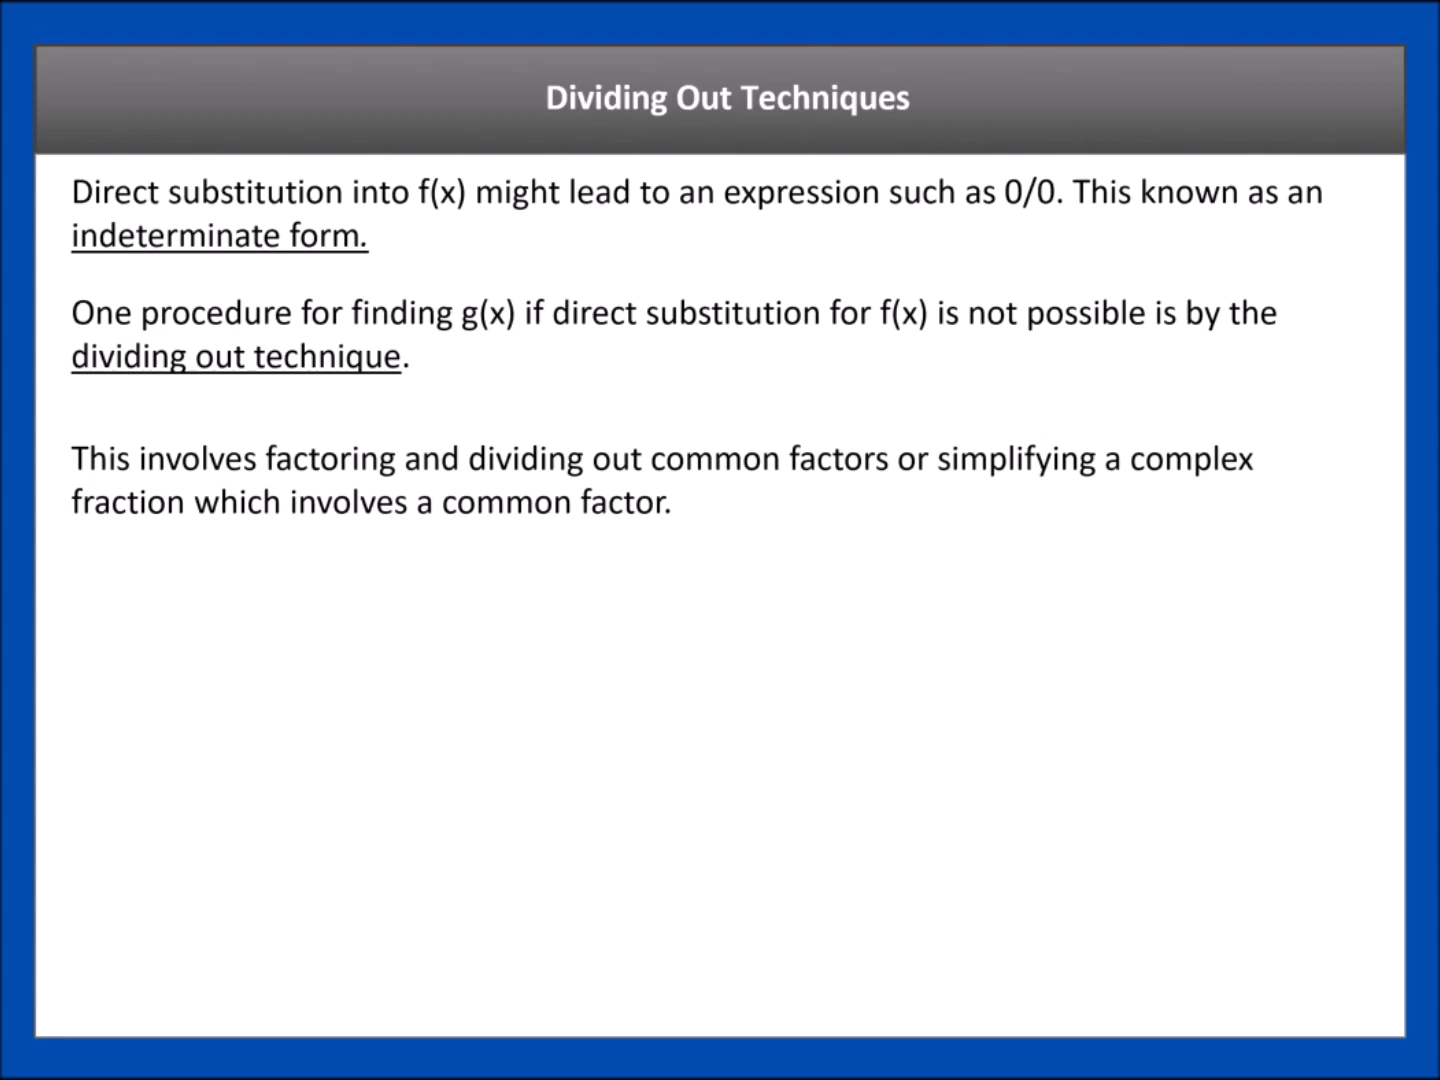 Dividing Out Techniques
Direct substitution into f(x) might lead to an expression such as 0/0. This known as an
indeterminate form.
One procedure for finding g(x) if direct substitution for f(x) is not possible is by the
dividing out technique.
This involves factoring and dividing out common factors or simplifying a complex
fraction which involves a common factor.